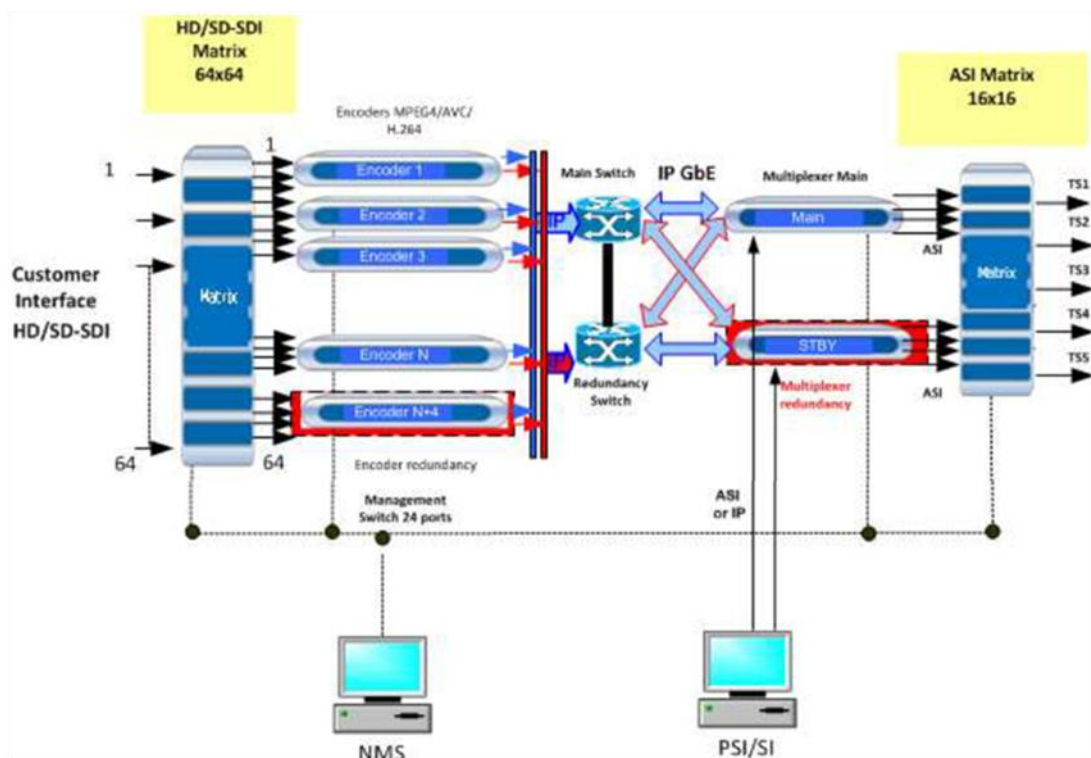 HD/SD-SDI
Matrix
64x64
ASI Matrix
16x16
Encoders MPEG4/AVC/
H.264
1
1
Encoder 1
Main Switch
IP GbE
Multiplexer Main
TS1
Encoder 2
IP
Main
TS2
Encoder 3
ASI
Customer
Interface
HD/SD-SDI
Matrix
Matrix
TS3
TS4
Encoder N
STBY
TS5
Redundancy
Switch
Multiplexer
redundancy
ASI
Encoder N+4
64
64
Encoder redundancy
Management
Switch 24 ports
ASI
or IP
NMS
PSI/SI